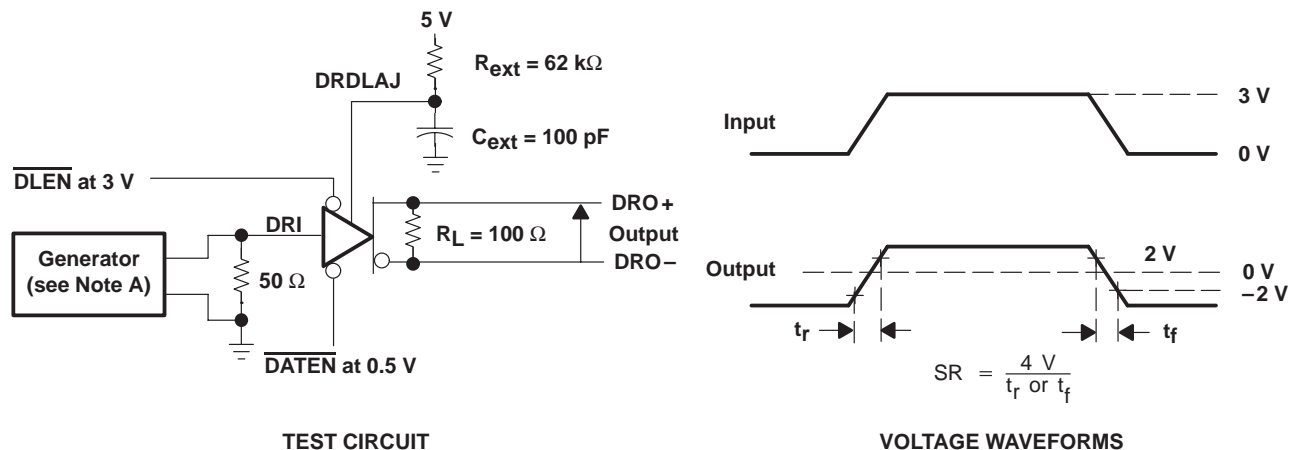 5 V
R_ext = 62 kΩ
DRDLAJ
C_ext = 100 pF
DLEN at 3 V
DRI
DRO+
R_L = 100 Ω
Output
DRO−
Generator
(see Note A)
50 Ω
DATEN at 0.5 V
TEST CIRCUIT
3 V
Input
0 V
2 V
Output
0 V
−2 V
t_r
t_f
SR = 4 V / t_r or t_f
VOLTAGE WAVEFORMS